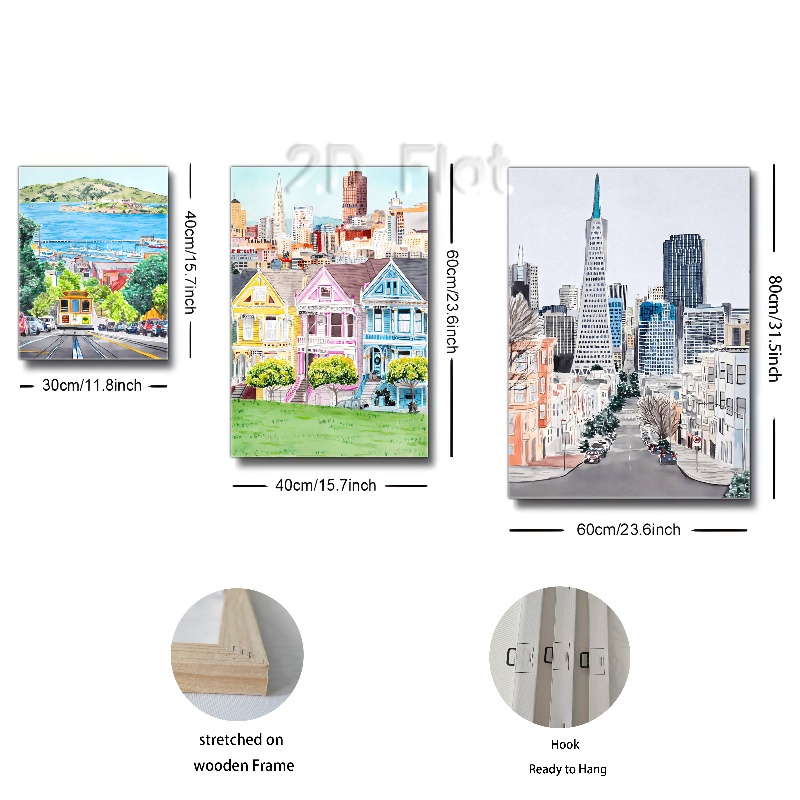 2D Flat
40cm/15.7inch
30cm/11.8inch
60cm/23.6inch
40cm/15.7inch
80cm/31.5inch
60cm/23.6inch
stretched on
wooden Frame
Hook
Ready to Hang